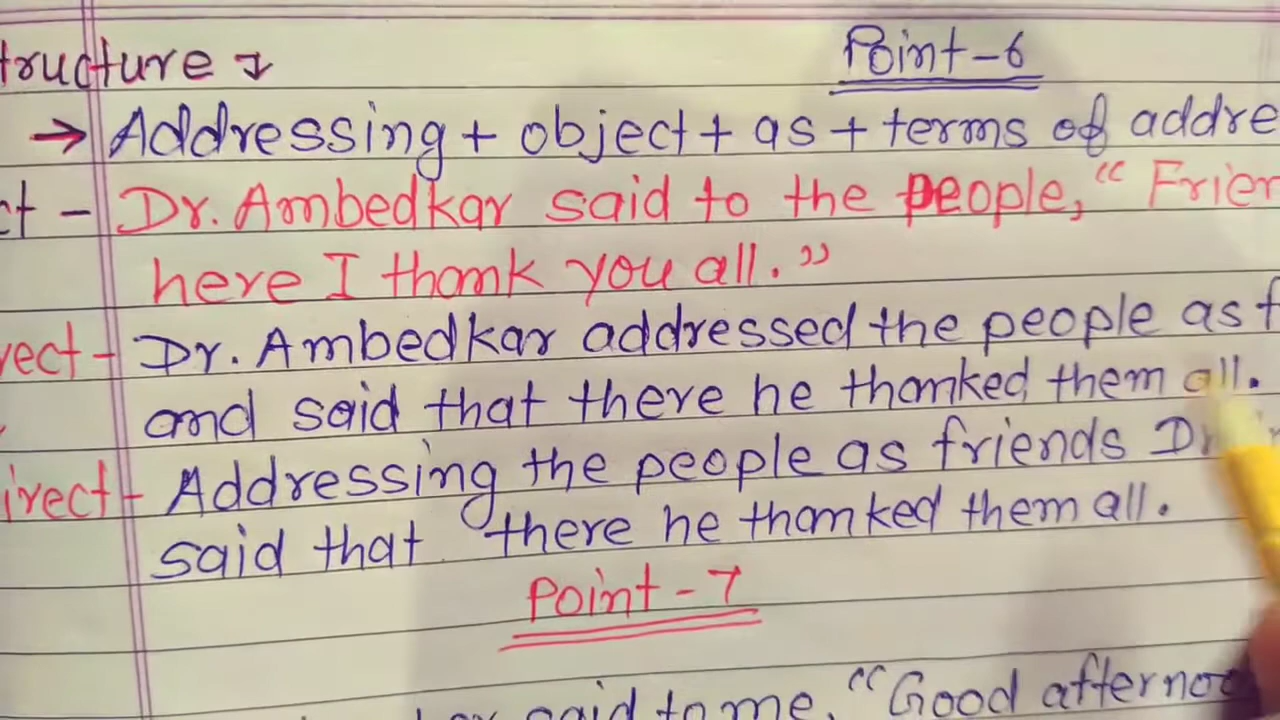 tructure
Point-6
→ Addressing + object + as + terms of addre
ct - Dr. Ambedkar said to the people, “ Frien
here I thank you all.”
rect - Dr. Ambedkar addressed the people as f
and said that there he thanked them all.
irect - Addressing the people as friends Dr
said that there he thanked them all.
Point-7
said to me, “Good afternoo